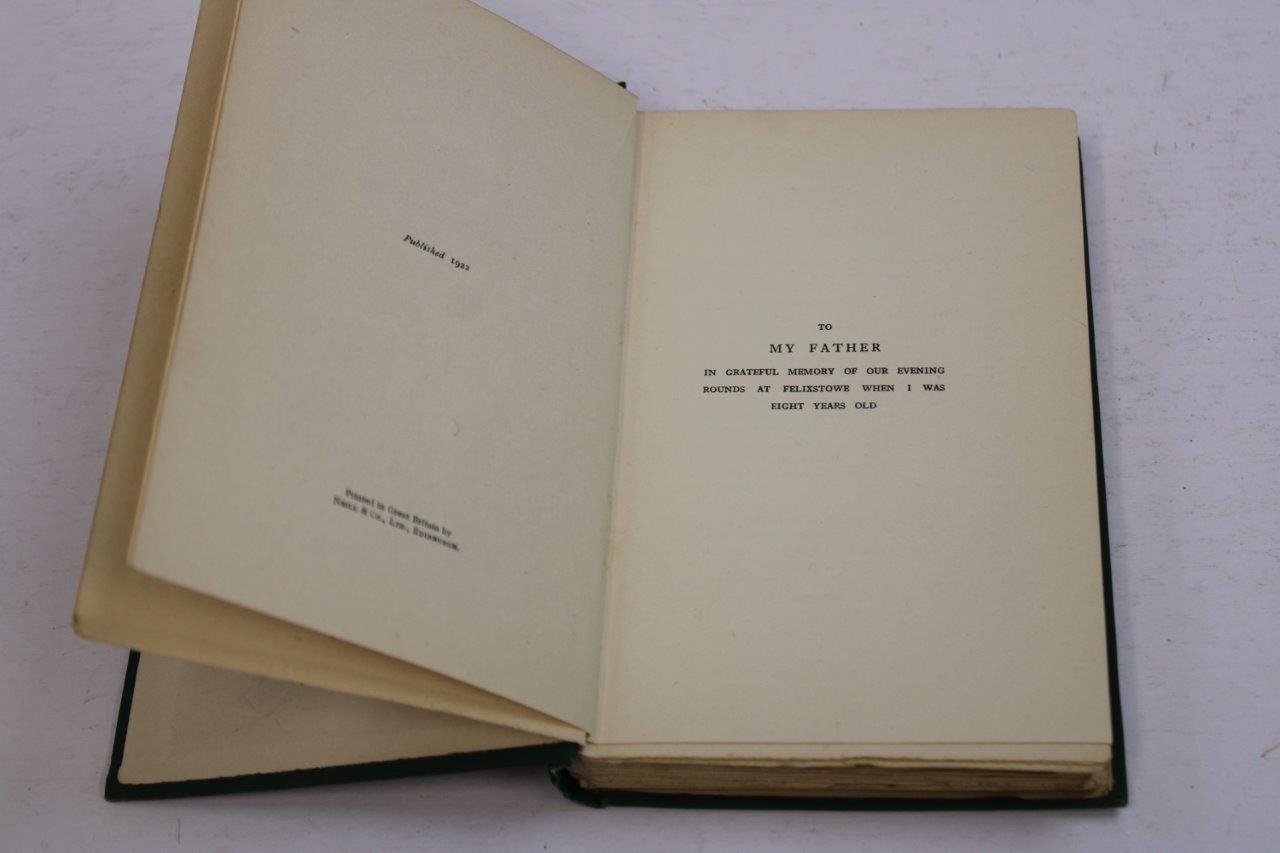 Published 1922
Printed in Great Britain by
NEILL & CO., LTD., EDINBURGH.
TO
MY FATHER
IN GRATEFUL MEMORY OF OUR EVENING
ROUNDS AT FELIXSTOWE WHEN I WAS
EIGHT YEARS OLD